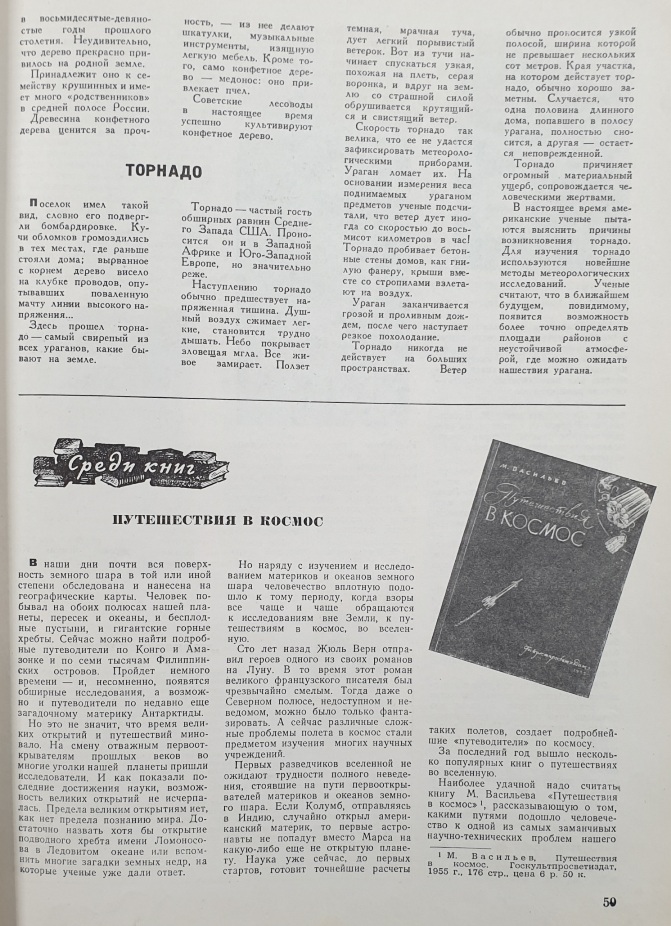 в восьмидесятые-девяно-
стые годы прошлого
столетия. Неудивительно,
что дерево прекрасно при-
вилось на родной земле.
Принадлежит оно к се-
мейству крушинных и име-
ет много «родственников»
в средней полосе России.
Древесина конфетного
дерева ценится за проч-
ность, — из нее делают
шкатулки, музыкальные
инструменты, изящную
легкую мебель. Кроме то-
го, само конфетное дере-
во — медонос: оно при-
влекает пчел.
Советские лесоводы
в настоящее время
успешно культивируют
конфетное дерево.
ТОРНАДО
Поселок имел такой
вид, словно его подверг-
ли бомбардировке. Ку-
чи обломков громоздились
в тех местах, где раньше
стояли дома; вырванное
с корнем дерево висело
на клубке проводов, опу-
тывавших поваленную
мачту линии высокого на-
пряжения...
Здесь прошел торна-
до — самый свирепый из
всех ураганов, какие бы-
вают на земле.
Торнадо — частый гость
обширных равнин Средне-
го Запада США. Проно-
сится он и в Западной
Африке и Юго-Западной
Европе, но значительно
реже.
Наступлению торнадо
обычно предшествует на-
пряженная тишина. Душ-
ный воздух сжимает лег-
кие, становится трудно
дышать. Небо покрывает
зловещая мгла. Все жи-
вое замирает. Ползет
темная, мрачная туча,
дует легкий порывистый
ветерок. Вот из тучи на-
чинает спускаться узкая,
похожая на плеть, серая
воронка, и вдруг на зем-
лю со страшной силой
обрушивается крутящий-
ся и свистящий ветер.
Скорость торнадо так
велика, что ее не удастся
зафиксировать метеороло-
гическими приборами.
Ураган ломает их. На
основании измерения веса
поднимаемых ураганом
предметов ученые подсчи-
тали, что ветер дует иног-
да со скоростью до вось-
мисот километров в час!
Торнадо пробивает бетон-
ные стены домов, как гни-
лую фанеру, крыши вме-
сте со стропилами взлета-
ют на воздух.
Ураган заканчивается
грозой и проливным дож-
дем, после чего наступает
резкое похолодание.
Торнадо никогда не
действует на больших
пространствах. Ветер
обычно проносится узкой
полосой, ширина которой
не превышает нескольких
сот метров. Края участка,
на котором действует тор-
надо, обычно хорошо за-
метны. Случается, что
одна половина длинного
дома, попавшего в полосу
урагана, полностью сно-
сится, а другая — остает-
ся неповрежденной.
Торнадо причиняет
огромный материальный
ущерб, сопровождается че-
ловеческими жертвами.
В настоящее время аме-
риканские ученые пыта-
ются выяснить причины
возникновения торнадо.
Для изучения торнадо
используются новейшие
методы метеорологических
исследований. Ученые
считают, что в ближайшем
будущем, повидимому,
появится возможность
более точно определять
площади районов с
неустойчивой атмосфе-
рой, где можно ожидать
нашествия урагана.
Среди книг
ПУТЕШЕСТВИЯ В КОСМОС
В наши дни почти вся поверх-
ность земного шара в той или иной
степени обследована и нанесена на
географические карты. Человек по-
бывал на обоих полюсах нашей пла-
неты, пересек и океаны, и бесплод-
ные пустыни, и гигантские горные
хребты. Сейчас можно найти подроб-
ные путеводители по Конго и Ама-
зонке и по семи тысячам Филиппин-
ских островов. Пройдет немного
времени — и, несомненно, появятся
обширные исследования, а возмож-
но и путеводители по недавно еще
загадочному материку Антарктиды.
Но это не значит, что время вели-
ких открытий и путешествий мино-
вало. На смену отважным первоот-
крывателям прошлых веков во
многие уголки нашей планеты пришли
исследователи. И как показали по-
следние достижения науки, возмож-
ность великих открытий не исчерпа-
лась. Предела великим открытиям нет,
как нет предела познанию мира. До-
статочно назвать хотя бы открытие
подводного хребта имени Ломоносо-
ва в Ледовитом океане или вспом-
нить многие загадки земных недр, на
которые ученые уже дали ответ.
Но наряду с изучением и исследо-
ванием материков и океанов земного
шара человечество вплотную подо-
шло к тому периоду, когда взоры
все чаще и чаще обращаются
к исследованиям вне Земли, к пу-
тешествиям в космос, во вселен-
ную.
Сто лет назад Жюль Верн отпра-
вил героев одного из своих романов
на Луну. В то время этот роман
великого французского писателя был
чрезвычайно смелым. Тогда даже о
Северном полюсе, недоступном и не-
ведомом, можно было только фанта-
зировать. А сейчас различные слож-
ные проблемы полета в космос стали
предметом изучения многих научных
учреждений.
Первых разведчиков вселенной не
ожидают трудности полного неведе-
ния, стоявшие на пути первооткры-
вателей материков и океанов земно-
го шара. Если Колумб, отправляясь
в Индию, случайно открыл амери-
канский материк, то первые астро-
навты не попадут вместо Марса на
какую-либо еще не открытую плане-
ту. Наука уже сейчас, до первых
стартов, готовит точнейшие расчеты
М. ВАСИЛЬЕВ
Путешествия
В КОСМОС
Госкультпросветиздат
таких полетов, создает подробней-
шие «путеводители» по космосу.
За последний год вышло несколь-
ко популярных книг о путешествиях
во вселенную.
Наиболее удачной надо считать
книгу М. Васильева «Путешествия
в космос» ¹, рассказывающую о том,
какими путями подошло человече-
ство к одной из самых заманчивых
научно-технических проблем нашего
¹ М. Васильев, Путешествия
в космос. Госкультпросветиздат,
1955 г., 176 стр., цена 6 р. 50 к.
59